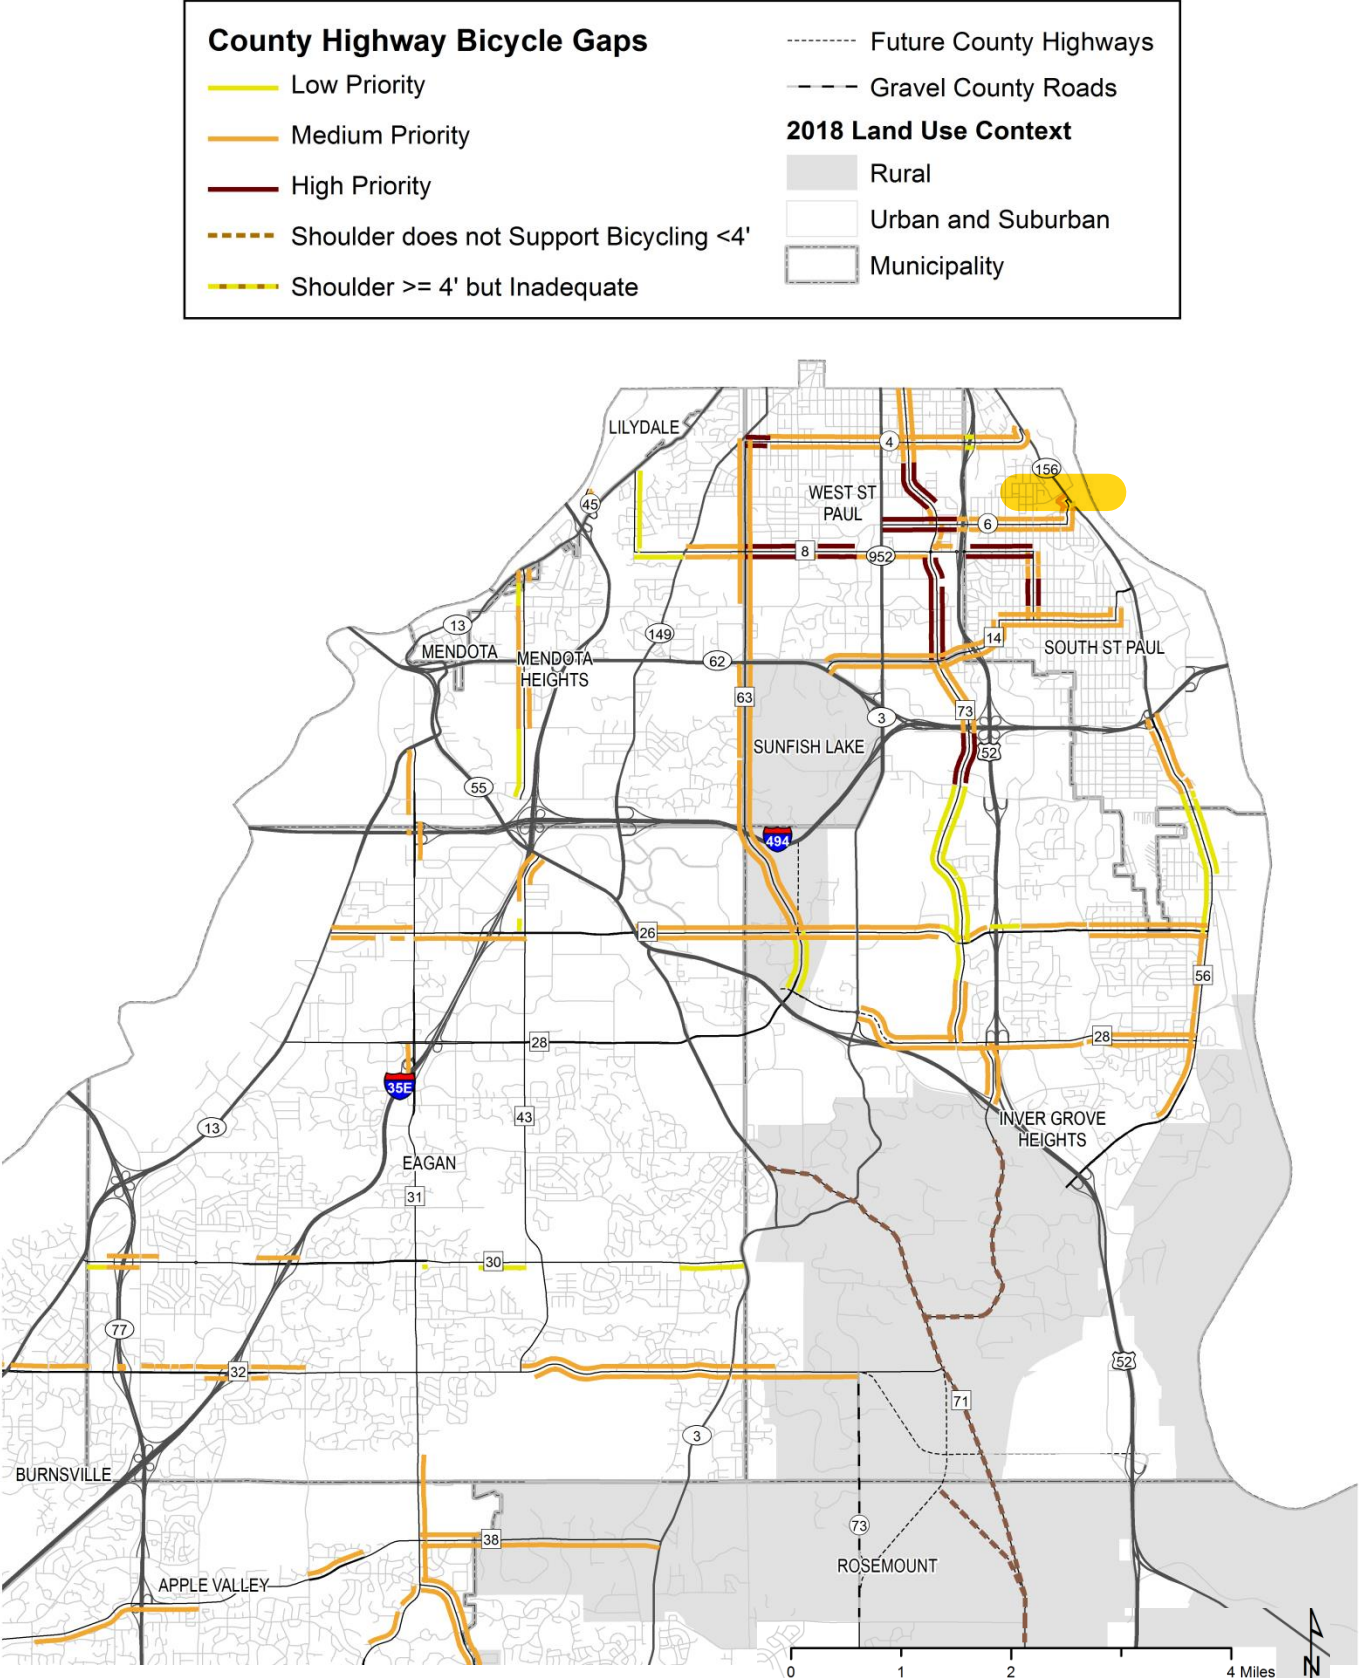 County Highway Bicycle Gaps
Low Priority
Medium Priority
High Priority
Shoulder does not Support Bicycling <4'
Shoulder >= 4' but Inadequate
Future County Highways
Gravel County Roads
2018 Land Use Context
Rural
Urban and Suburban
Municipality
LILYDALE
4
156
45
WEST ST
PAUL
6
8
952
13
149
14
MENDOTA
MENDOTA
HEIGHTS
62
SOUTH ST PAUL
63
73
3
SUNFISH LAKE
52
55
494
26
56
28
28
35E
43
13
INVER GROVE
HEIGHTS
EAGAN
31
30
77
52
32
71
3
BURNSVILLE
73
38
ROSEMOUNT
APPLE VALLEY
N
0 1 2 4 Miles